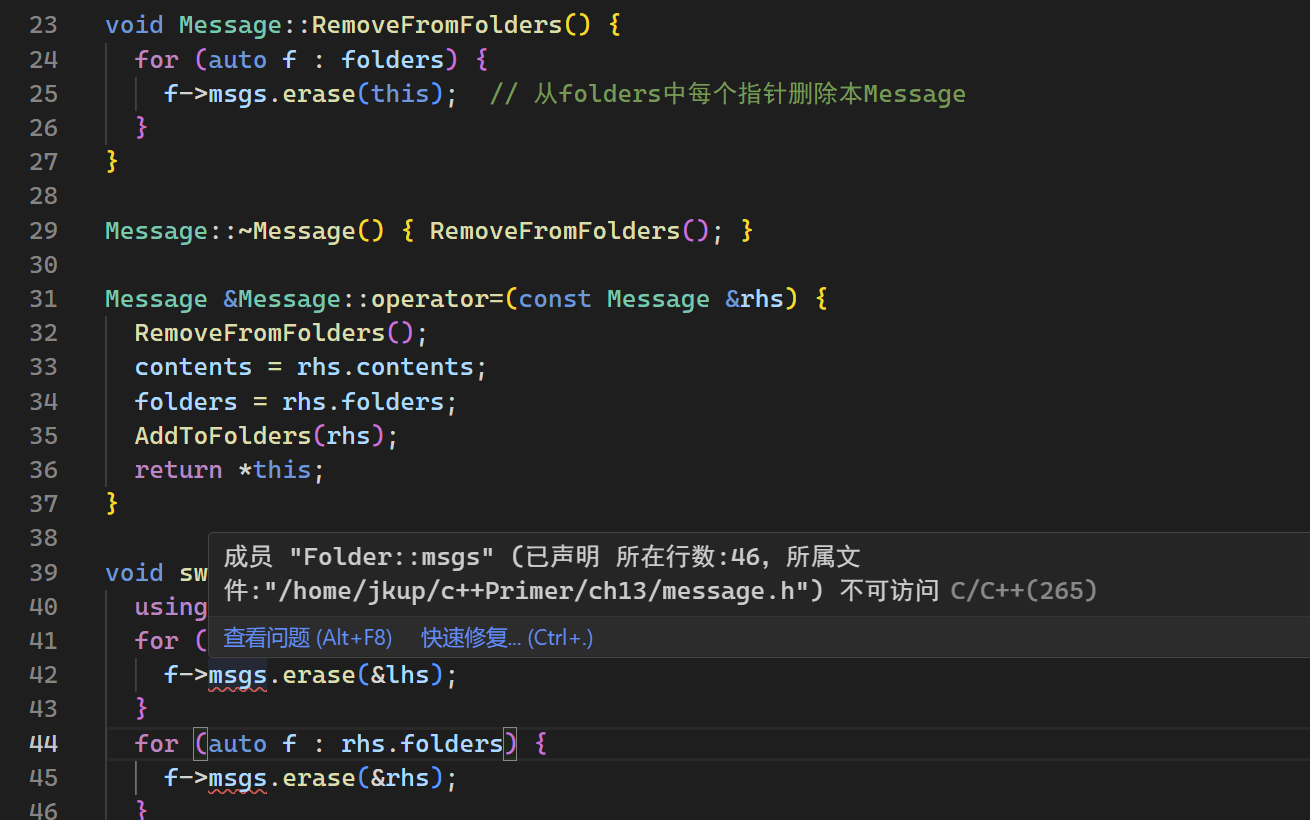 23 void Message::RemoveFromFolders() {
24   for (auto f : folders) {
25     f->msgs.erase(this);  // 从folders中每个指针删除本Message
26   }
27 }
28
29 Message::~Message() { RemoveFromFolders(); }
30
31 Message &Message::operator=(const Message &rhs) {
32   RemoveFromFolders();
33   contents = rhs.contents;
34   folders = rhs.folders;
35   AddToFolders(rhs);
36   return *this;
37 }
38
成员 "Folder::msgs" (已声明 所在行数:46，所属文
39 void sw
件:"/home/jkup/c++Primer/ch13/message.h") 不可访问 C/C++(265)
40   using
查看问题 (Alt+F8) 快速修复... (Ctrl+.)
41   for (
42     f->msgs.erase(&lhs);
43   }
44   for (auto f : rhs.folders) {
45     f->msgs.erase(&rhs);
46   }